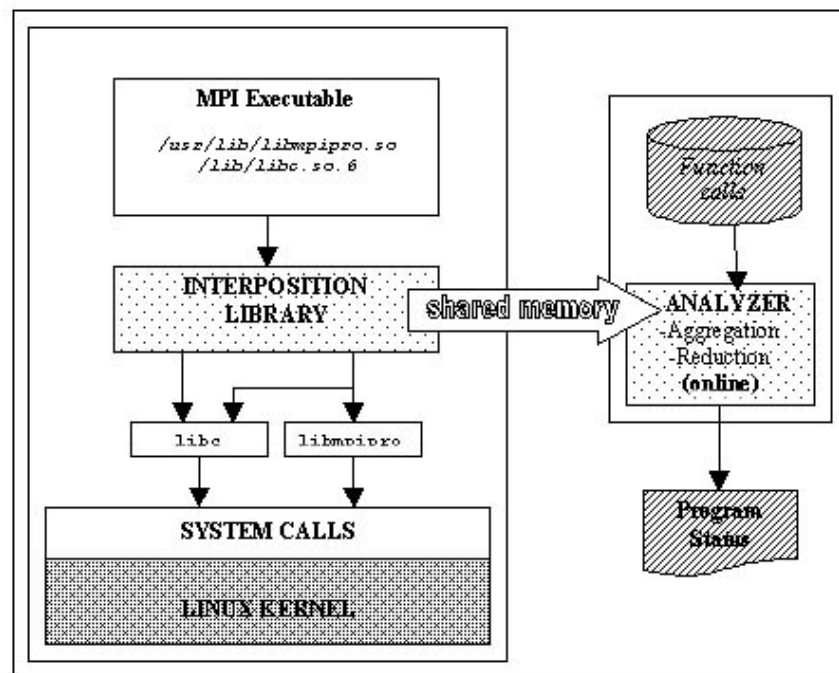 MPI Executable
/usr/lib/libmpipro.so
/lib/libc.so.6
INTERPOSITION
LIBRARY
shared memory
libc
libmpipro
SYSTEM CALLS
LINUX KERNEL
Function
calls
ANALYZER
-Aggregation
-Reduction
(online)
Program
Status